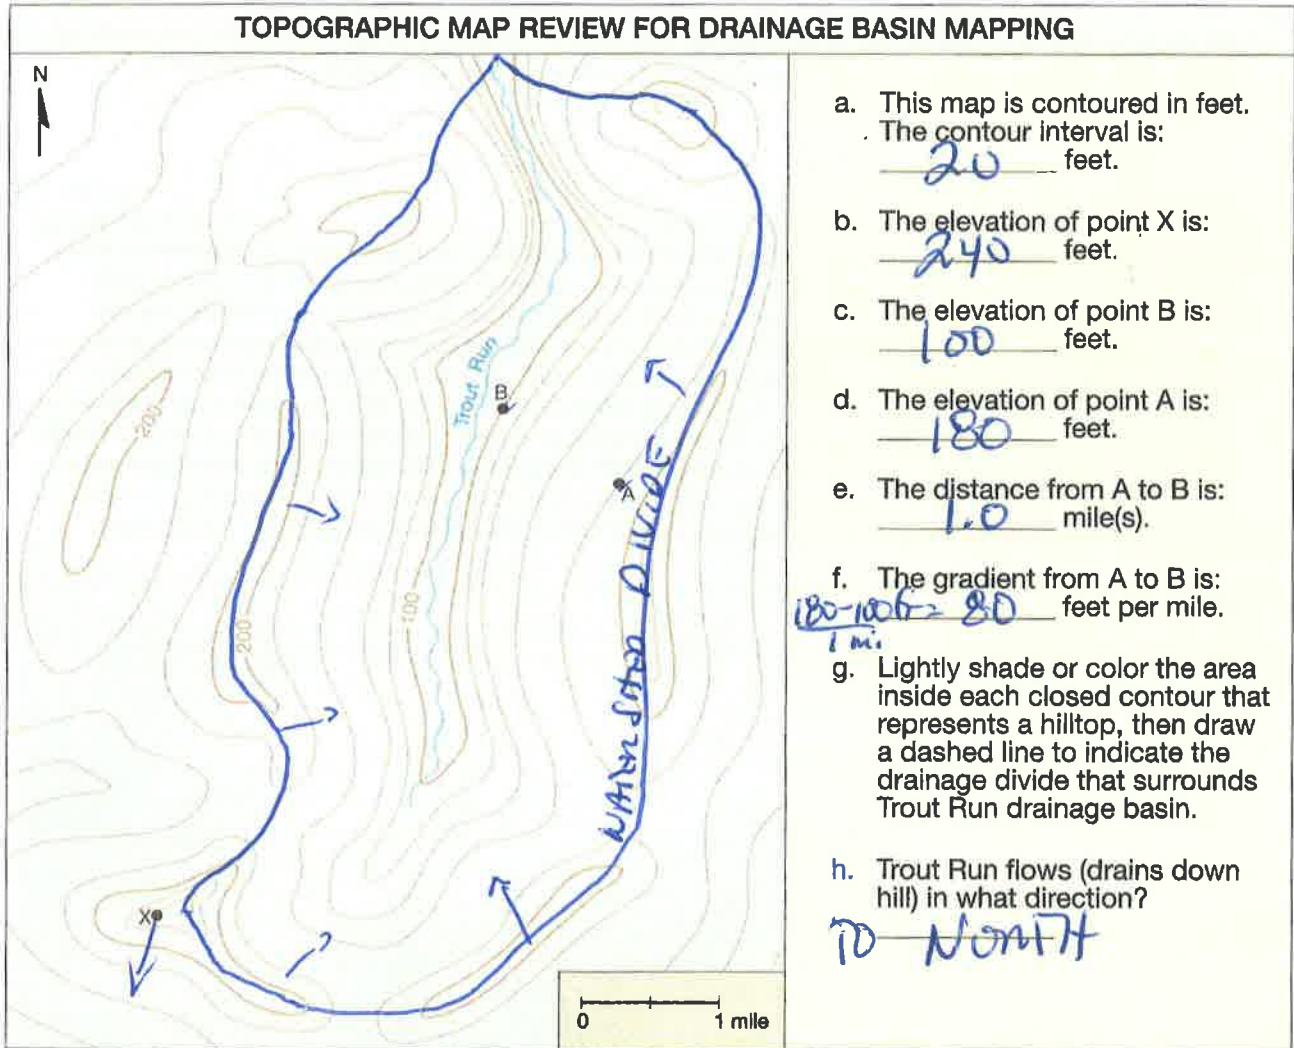 TOPOGRAPHIC MAP REVIEW FOR DRAINAGE BASIN MAPPING
N
200
Trout Run
B
A
100
200
WATERSHED DIVIDE
X
0 1 mile
a. This map is contoured in feet.
The contour interval is:
20 feet.
b. The elevation of point X is:
240 feet.
c. The elevation of point B is:
100 feet.
d. The elevation of point A is:
180 feet.
e. The distance from A to B is:
1.0 mile(s).
f. The gradient from A to B is:
180-100 ft = 80 feet per mile.
1 mi.
g. Lightly shade or color the area
inside each closed contour that
represents a hilltop, then draw
a dashed line to indicate the
drainage divide that surrounds
Trout Run drainage basin.
h. Trout Run flows (drains down
hill) in what direction?
TO NORTH